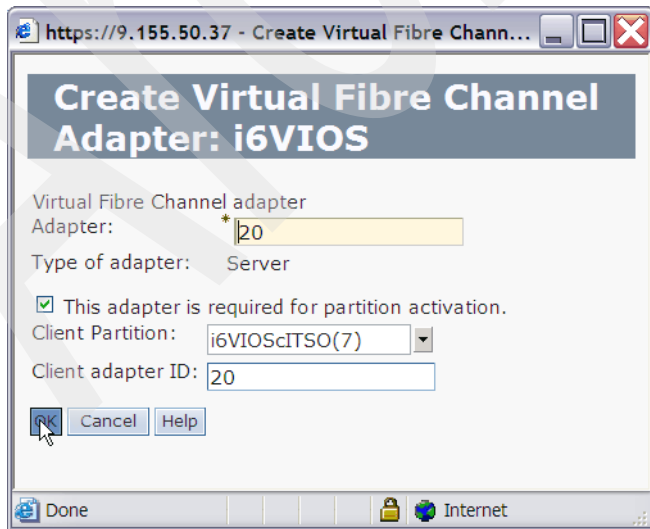 https://9.155.50.37 - Create Virtual Fibre Chann...
Create Virtual Fibre Channel
Adapter: i6VIOS
Virtual Fibre Channel adapter
Adapter: * 20
Type of adapter: Server
This adapter is required for partition activation.
Client Partition: i6VIOScITSO(7)
Client adapter ID: 20
OK Cancel Help
Done Internet